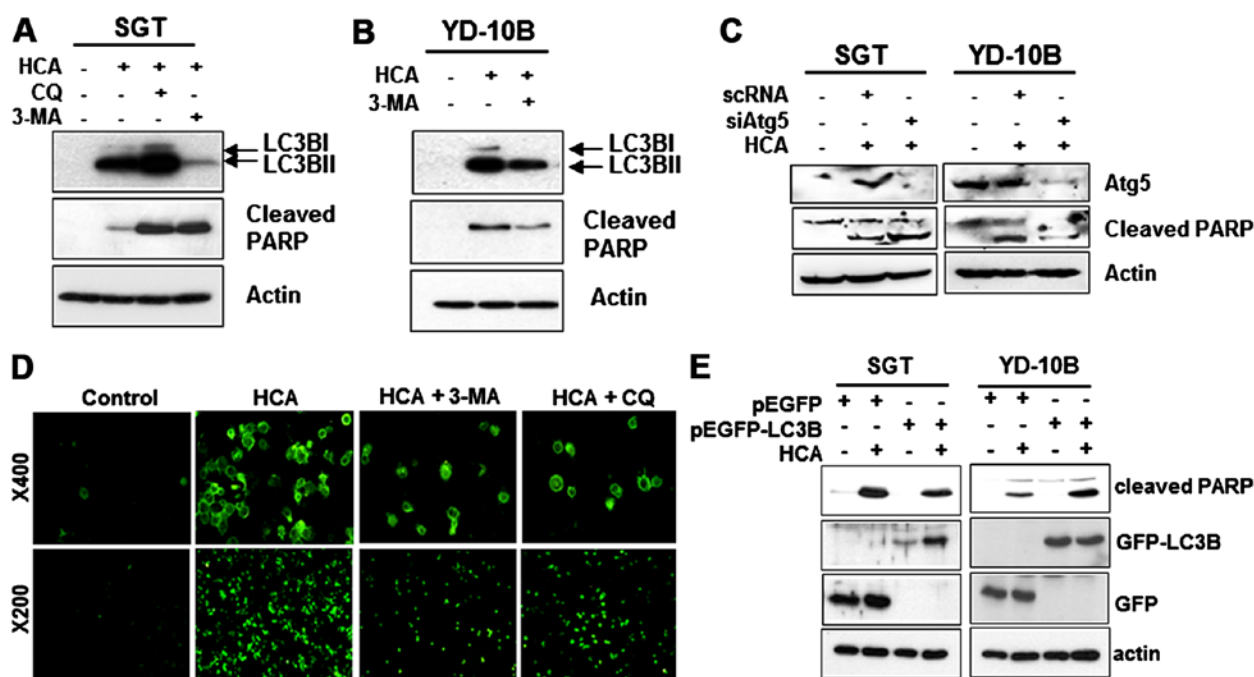 A
SGT
HCA - + + +
CQ - - + -
3-MA - - - +
LC3BI
LC3BII
Cleaved
PARP
Actin
B
YD-10B
HCA - + +
3-MA - - +
LC3BI
LC3BII
Cleaved
PARP
Actin
C
SGT YD-10B
scRNA - + - - + -
siAtg5 - - + - - +
HCA - + + - + +
Atg5
Cleaved PARP
Actin
D
Control HCA HCA + 3-MA HCA + CQ
X400
X200
E
SGT YD-10B
pEGFP + + - - + + - -
pEGFP-LC3B - - + + - - + +
HCA - + - + - + - +
cleaved PARP
GFP-LC3B
GFP
actin